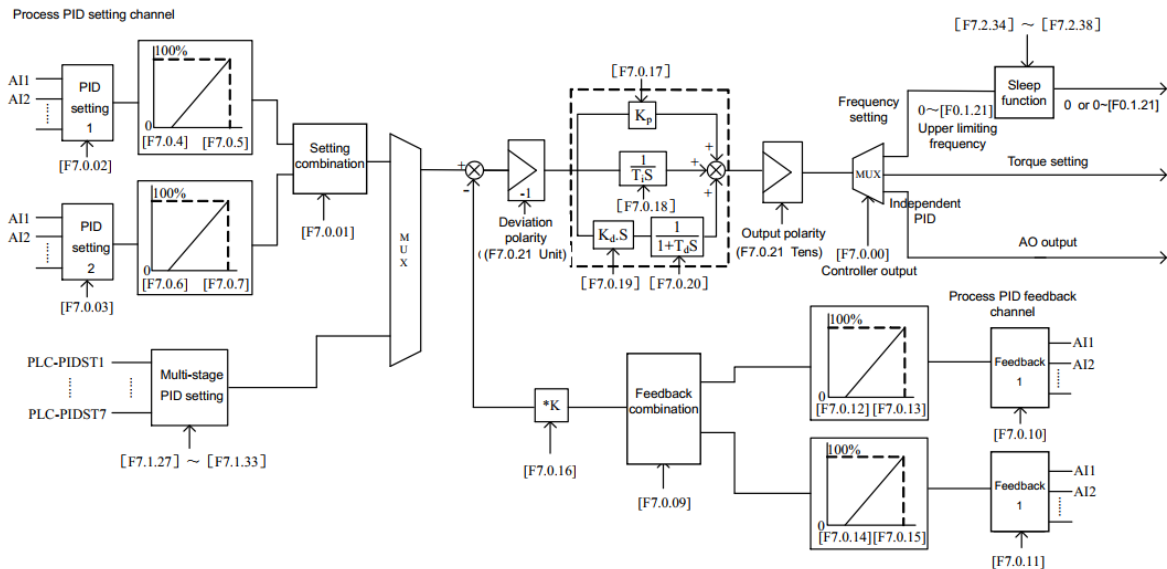 Process PID setting channel
AI1
AI2
PID
setting
1
[F7.0.02]
100%
0
[F7.0.4]
[F7.0.5]
AI1
AI2
PID
setting
2
[F7.0.03]
100%
0
[F7.0.6]
[F7.0.7]
Setting
combination
[F7.0.01]
PLC-PIDST1
PLC-PIDST7
Multi-stage
PID setting
[F7.1.27] ～ [F7.1.33]
M
U
X
+
-
-1
Deviation
polarity
((F7.0.21 Unit)
[F7.0.17]
Kp
1
TiS
[F7.0.18]
Kd.S
1
1+TdS
[F7.0.19]
[F7.0.20]
+
+
+
Output polarity
(F7.0.21 Tens)
MUX
[F7.0.00]
Controller output
Frequency
setting
0～[F0.1.21]
Upper limiting
frequency
[F7.2.34] ～ [F7.2.38]
Sleep
function
0 or 0~[F0.1.21]
Torque setting
Independent
PID
AO output
Process PID feedback
channel
*K
[F7.0.16]
Feedback
combination
[F7.0.09]
100%
0
[F7.0.12]
[F7.0.13]
Feedback
1
AI1
AI2
[F7.0.10]
100%
0
[F7.0.14]
[F7.0.15]
Feedback
1
AI1
AI2
[F7.0.11]